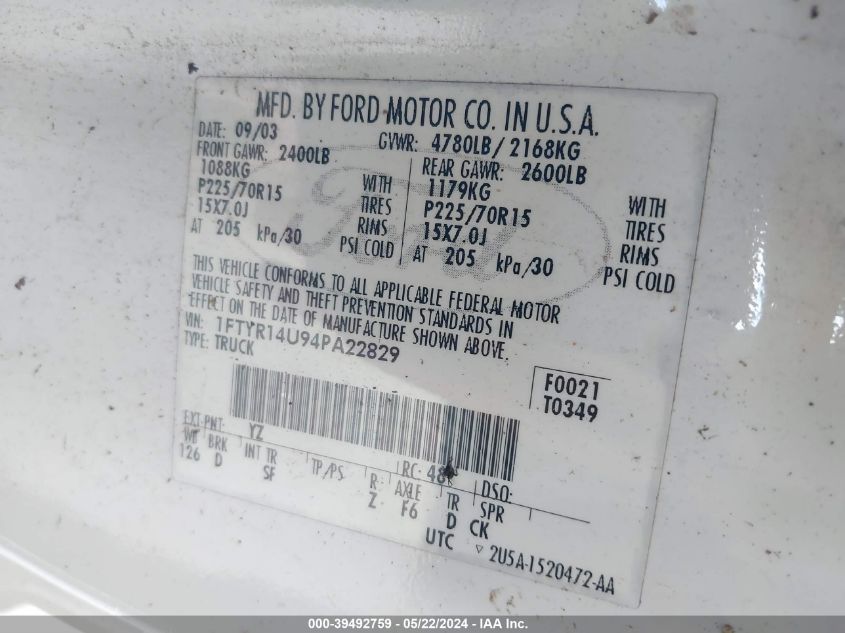 MFD. BY FORD MOTOR CO. IN U.S.A.
DATE: 09/03 GVWR: 4780LB/ 2168KG
FRONT GAWR: 2400LB REAR GAWR: 2600LB
1088KG WITH 1179KG WITH
P225/70R15 TIRES P225/70R15 TIRES
15X7.0J RIMS 15X7.0J RIMS
AT 205 kPa/30 PSI COLD AT 205 kPa/30 PSI COLD
Ford
THIS VEHICLE CONFORMS TO ALL APPLICABLE FEDERAL MOTOR
VEHICLE SAFETY AND THEFT PREVENTION STANDARDS IN
EFFECT ON THE DATE OF MANUFACTURE SHOWN ABOVE.
VIN: 1FTYR14U94PA22829
TYPE: TRUCK
F0021
T0349
EXT PNT: YZ RC: 48 DSO:
WB BRK INT TR TP/PS R AXLE TR SPR
126 D SF Z F6 D CK
UTC ▽ 2U5A-1520472-AA
000-39492759 - 05/22/2024 - IAA Inc.